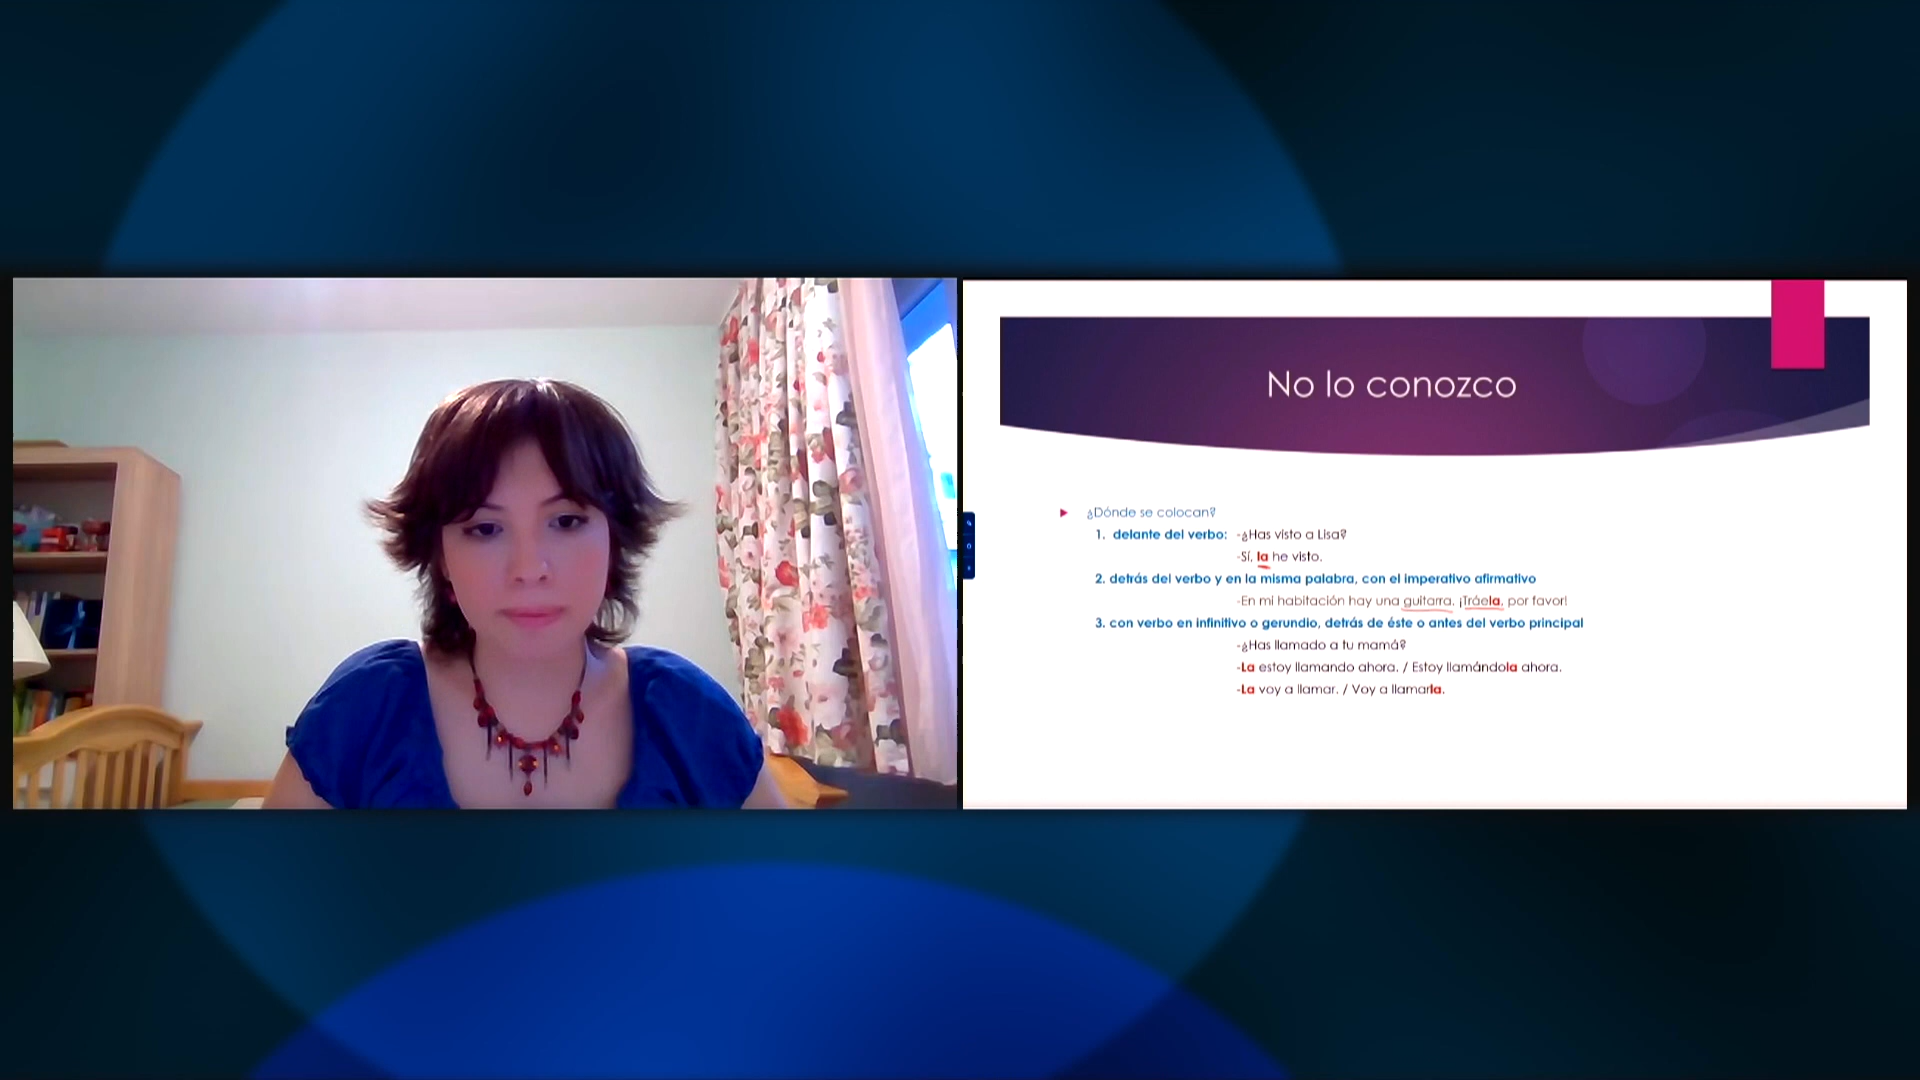 No lo conozco
¿Dónde se colocan?
1. delante del verbo: -¿Has visto a Lisa?
-Sí, la he visto.
2. detrás del verbo y en la misma palabra, con el imperativo afirmativo
-En mi habitación hay una guitarra. ¡Tráela, por favor!
3. con verbo en infinitivo o gerundio, detrás de éste o antes del verbo principal
-¿Has llamado a tu mamá?
-La estoy llamando ahora. / Estoy llamándola ahora.
-La voy a llamar. / Voy a llamarla.